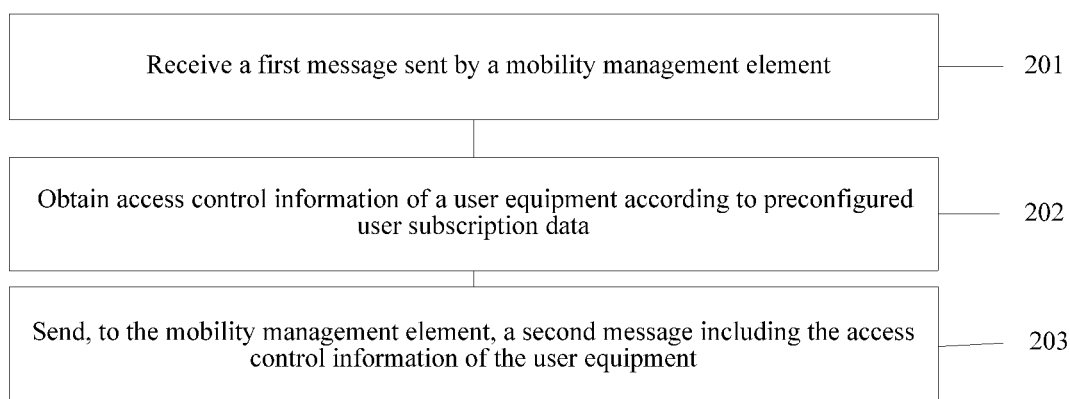 Receive a first message sent by a mobility management element
201
Obtain access control information of a user equipment according to preconfigured
user subscription data
202
Send, to the mobility management element, a second message including the access
control information of the user equipment
203